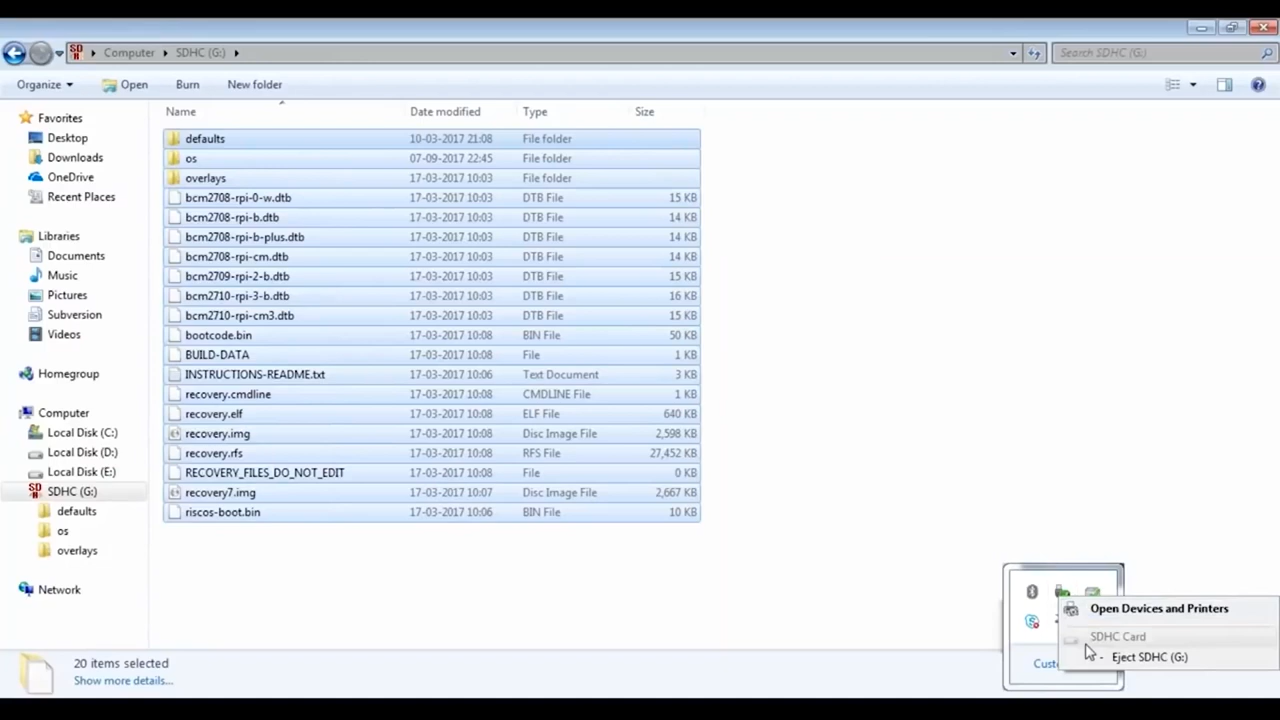 Computer SDHC (G:) Search SDHC (G:)
Organize Open Burn New folder
Name Date modified Type Size
Favorites
Desktop
Downloads
OneDrive
Recent Places
Libraries
Documents
Music
Pictures
Subversion
Videos
Homegroup
Computer
Local Disk (C:)
Local Disk (D:)
Local Disk (E:)
SDHC (G:)
defaults
os
overlays
Network
defaults 10-03-2017 21:08 File folder
os 07-09-2017 22:45 File folder
overlays 17-03-2017 10:03 File folder
bcm2708-rpi-0-w.dtb 17-03-2017 10:03 DTB File 15 KB
bcm2708-rpi-b.dtb 17-03-2017 10:03 DTB File 14 KB
bcm2708-rpi-b-plus.dtb 17-03-2017 10:03 DTB File 14 KB
bcm2708-rpi-cm.dtb 17-03-2017 10:03 DTB File 14 KB
bcm2709-rpi-2-b.dtb 17-03-2017 10:03 DTB File 15 KB
bcm2710-rpi-3-b.dtb 17-03-2017 10:03 DTB File 16 KB
bcm2710-rpi-cm3.dtb 17-03-2017 10:03 DTB File 15 KB
bootcode.bin 17-03-2017 10:08 BIN File 50 KB
BUILD-DATA 17-03-2017 10:08 File 1 KB
INSTRUCTIONS-README.txt 17-03-2017 10:06 Text Document 3 KB
recovery.cmdline 17-03-2017 10:08 CMDLINE File 1 KB
recovery.elf 17-03-2017 10:08 ELF File 640 KB
recovery.img 17-03-2017 10:08 Disc Image File 2,598 KB
recovery.rfs 17-03-2017 10:08 RFS File 27,452 KB
RECOVERY_FILES_DO_NOT_EDIT 17-03-2017 10:08 File 0 KB
recovery7.img 17-03-2017 10:07 Disc Image File 2,667 KB
riscos-boot.bin 17-03-2017 10:06 BIN File 10 KB
Open Devices and Printers
SDHC Card
- Eject SDHC (G:)
20 items selected
Show more details...